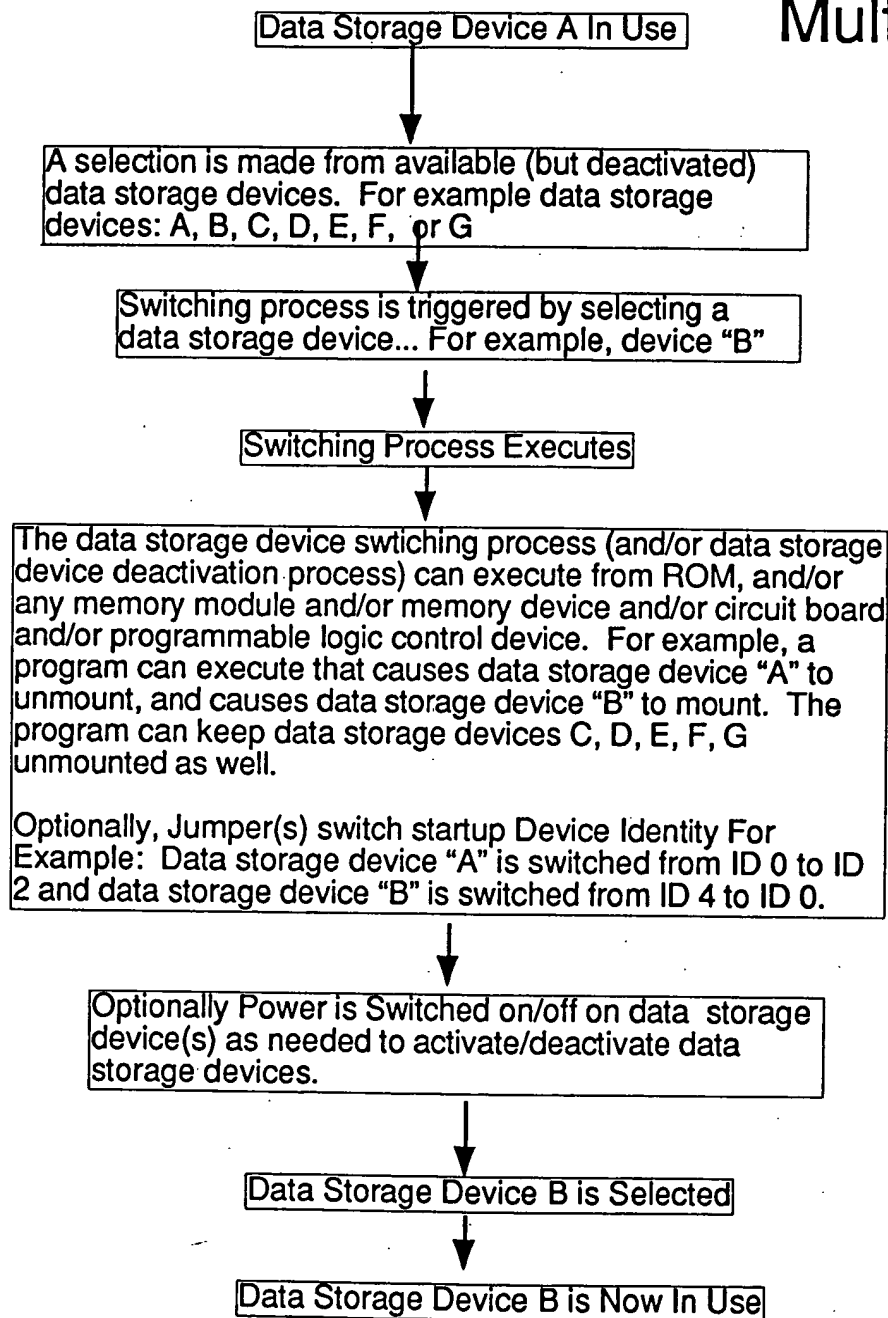 Data Storage Device A In Use
A selection is made from available (but deactivated)
data storage devices. For example data storage
devices: A, B, C, D, E, F, or G
Switching process is triggered by selecting a
data storage device... For example, device “B”
Switching Process Executes
The data storage device swtiching process (and/or data storage
device deactivation process) can execute from ROM, and/or
any memory module and/or memory device and/or circuit board
and/or programmable logic control device. For example, a
program can execute that causes data storage device “A” to
unmount, and causes data storage device “B” to mount. The
program can keep data storage devices C, D, E, F, G
unmounted as well.
Optionally, Jumper(s) switch startup Device Identity For
Example: Data storage device “A” is switched from ID 0 to ID
2 and data storage device “B” is switched from ID 4 to ID 0.
Optionally Power is Switched on/off on data storage
device(s) as needed to activate/deactivate data
storage devices.
Data Storage Device B is Selected
Data Storage Device B is Now In Use